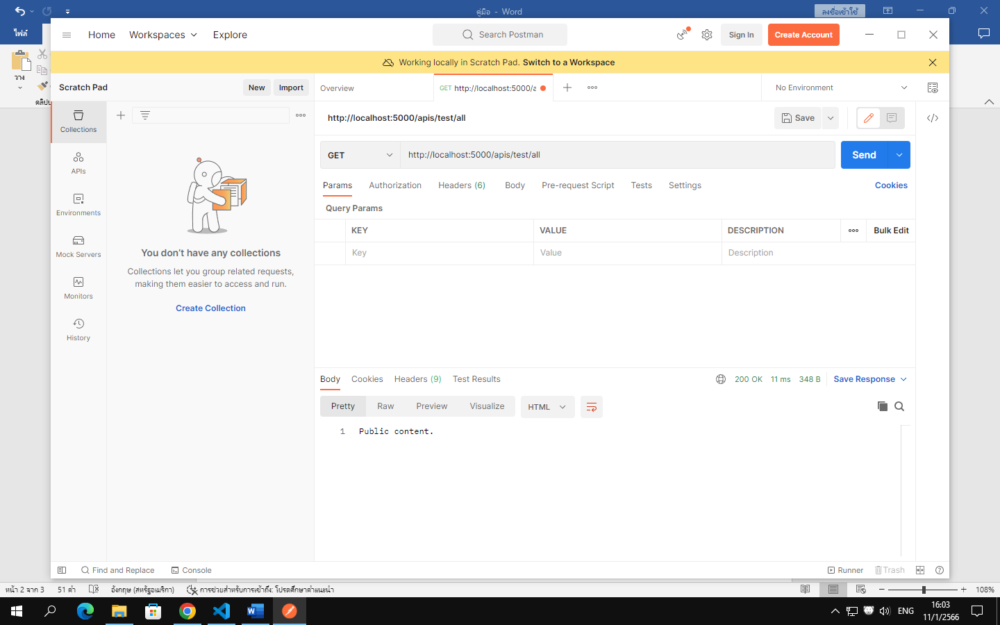 คู่มือ - Word
ลงชื่อเข้าใช้
ไฟล์
วาง
Home
Workspaces
Explore
Search Postman
Sign In
Create Account
Working locally in Scratch Pad. Switch to a Workspace
Scratch Pad
New
Import
Overview
GET http://localhost:5000/a
No Environment
Collections
APIs
Environments
Mock Servers
Monitors
History
You don't have any collections
Collections let you group related requests,
making them easier to access and run.
Create Collection
http://localhost:5000/apis/test/all
Save
GET
http://localhost:5000/apis/test/all
Send
Params
Authorization
Headers (6)
Body
Pre-request Script
Tests
Settings
Cookies
Query Params
KEY
VALUE
DESCRIPTION
Bulk Edit
Key
Value
Description
Body
Cookies
Headers (9)
Test Results
200 OK
11 ms
348 B
Save Response
Pretty
Raw
Preview
Visualize
HTML
1 Public content.
Find and Replace
Console
Runner
Trash
หน้า 2 จาก 3
51 คำ
อังกฤษ (สหรัฐอเมริกา)
การช่วยสำหรับการเข้าถึง: โปรดศึกษาคำแนะนำ
108%
ENG
16:03
11/1/2566